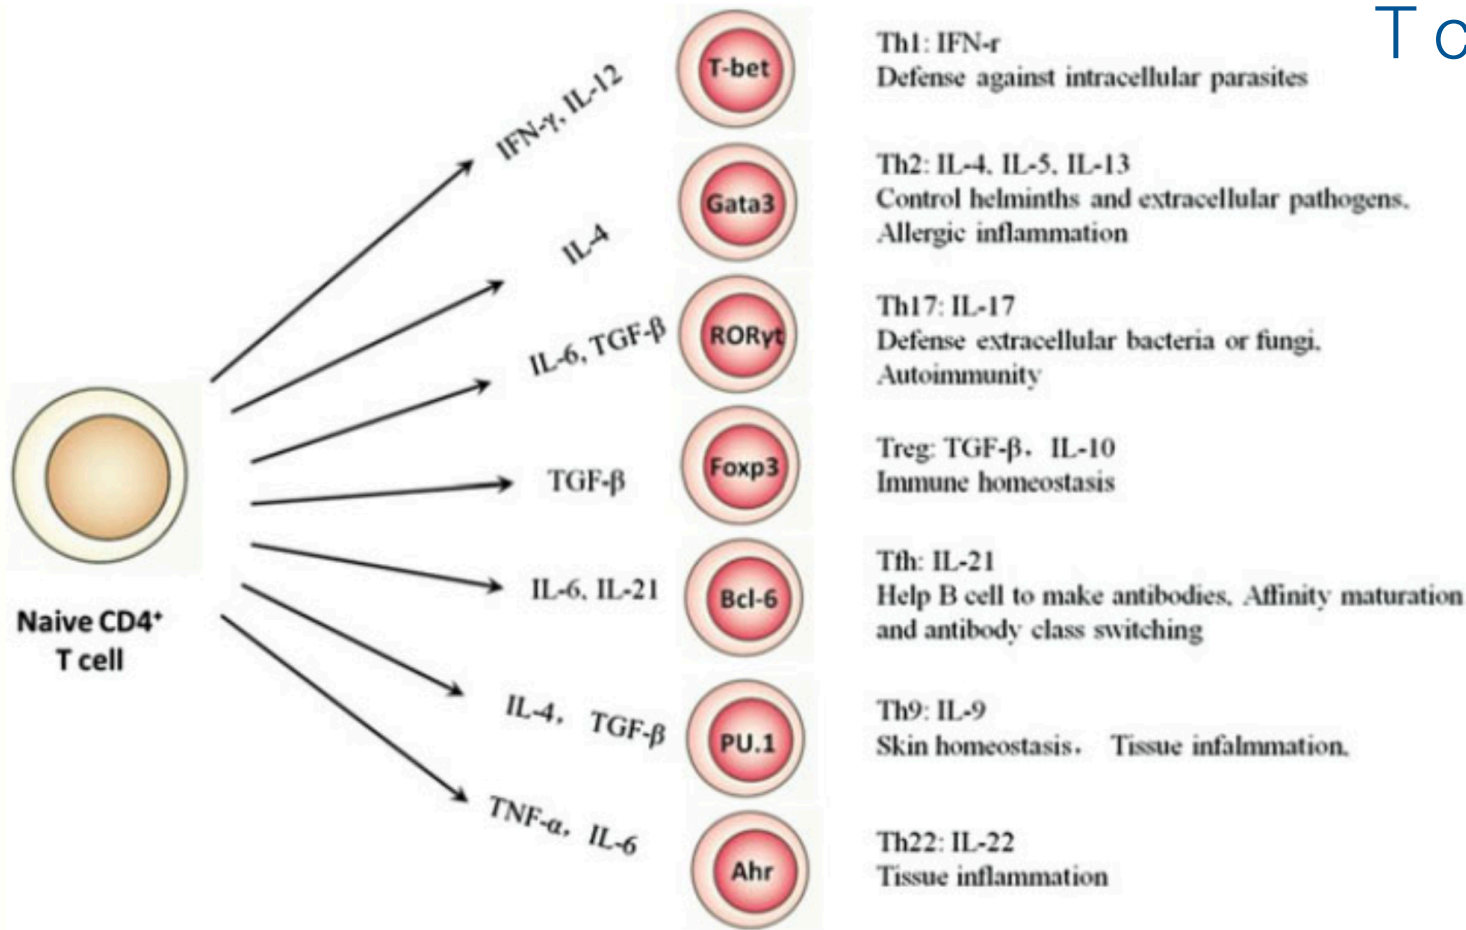 T c
IFN-γ, IL-12
T-bet
Th1: IFN-r
Defense against intracellular parasites
IL-4
Gata3
Th2: IL-4, IL-5, IL-13
Control helminths and extracellular pathogens.
Allergic inflammation
IL-6, TGF-β
RORγt
Th17: IL-17
Defense extracellular bacteria or fungi.
Autoimmunity
TGF-β
Foxp3
Treg: TGF-β, IL-10
Immune homeostasis
IL-6, IL-21
Bcl-6
Tfh: IL-21
Help B cell to make antibodies, Affinity maturation
and antibody class switching
IL-4, TGF-β
PU.1
Th9: IL-9
Skin homeostasis, Tissue infalmmation,
TNF-α, IL-6
Ahr
Th22: IL-22
Tissue inflammation
Naive CD4⁺
T cell